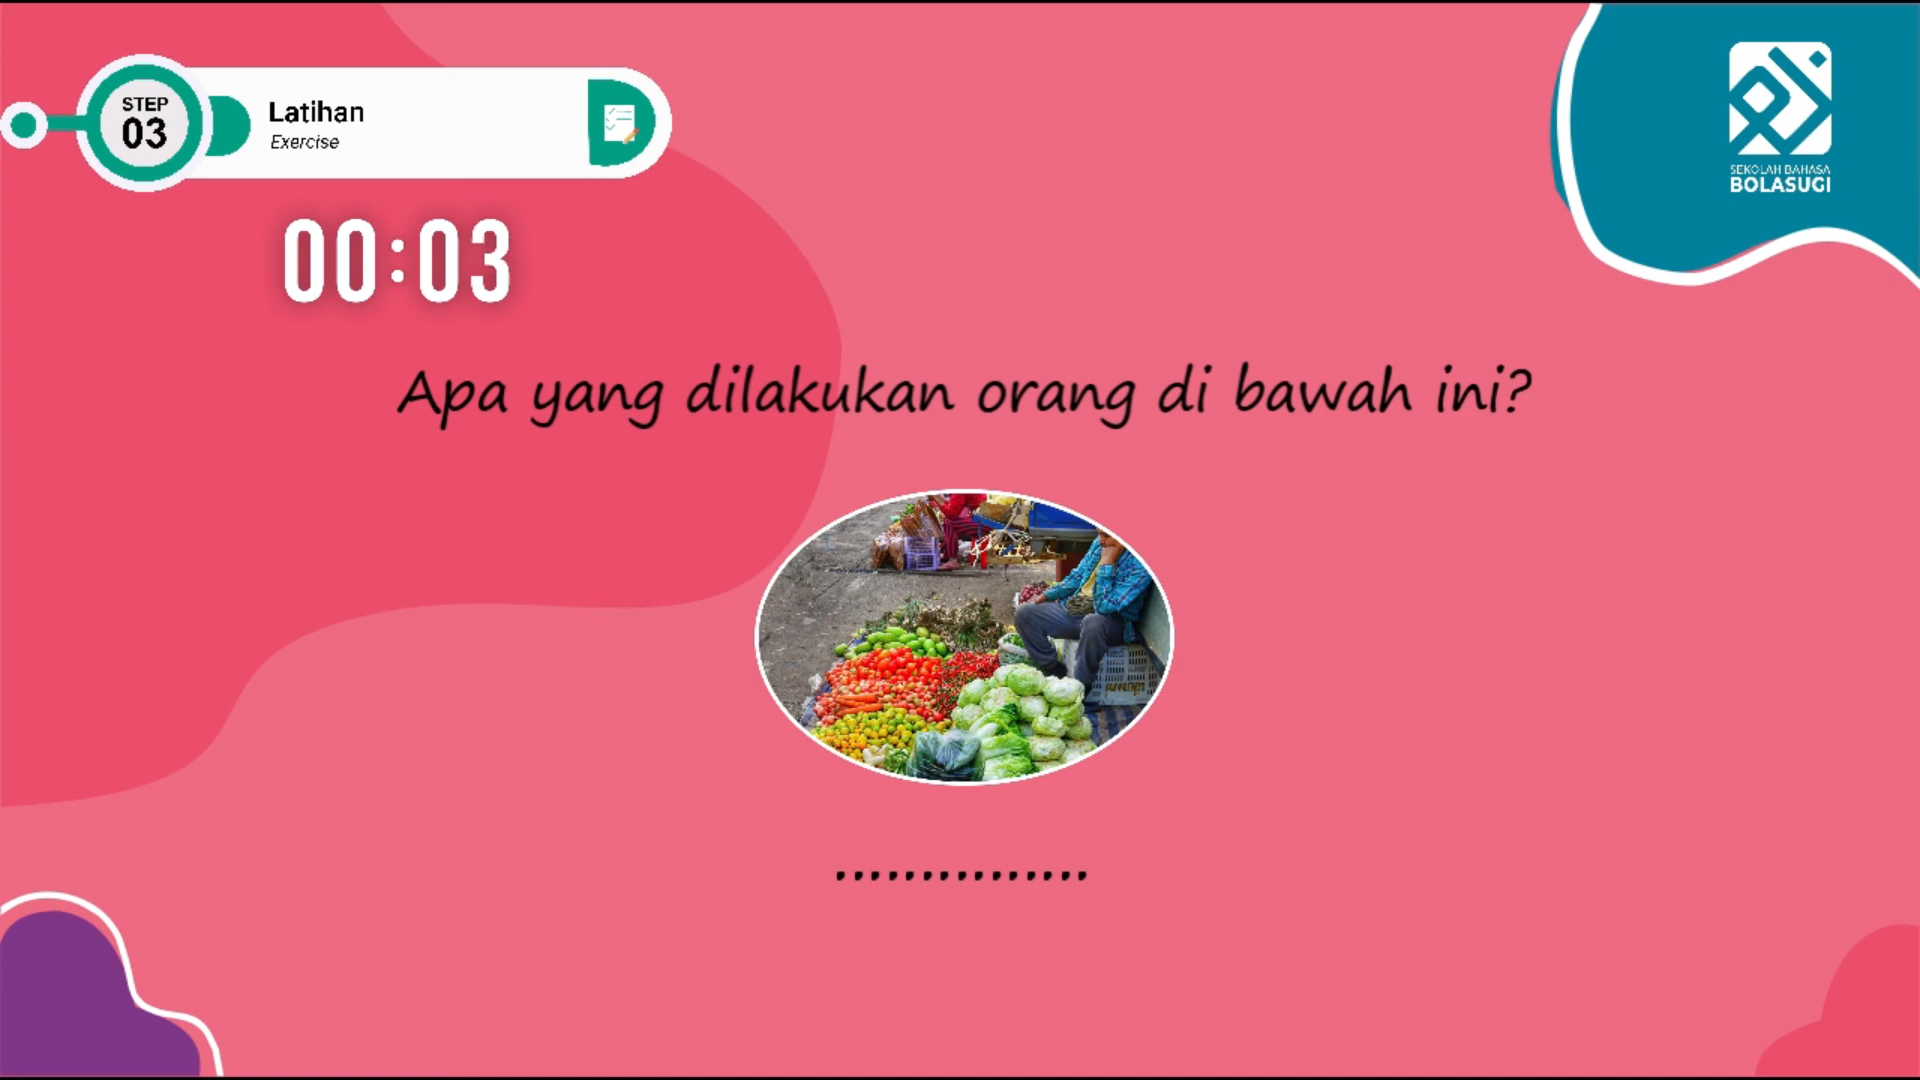 STEP
03
Latihan
Exercise
SEKOLAH BAHASA
BOLASUGI
00:03
Apa yang dilakukan orang di bawah ini?
...............